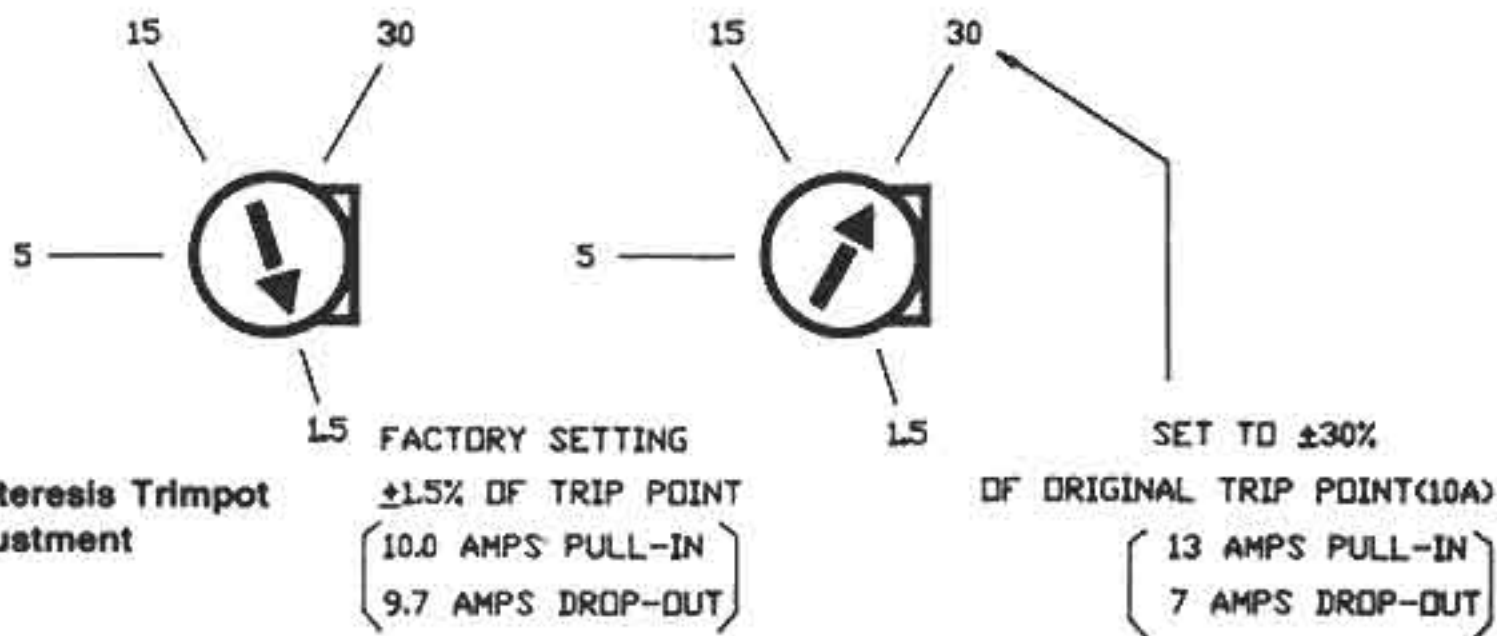 15 30 15 30
5 5
1.5 1.5
FACTORY SETTING
±1.5% OF TRIP POINT
10.0 AMPS PULL-IN
9.7 AMPS DROP-OUT
teresis Trimpot
ustment
SET TO ±30%
OF ORIGINAL TRIP POINT(10A)
13 AMPS PULL-IN
7 AMPS DROP-OUT